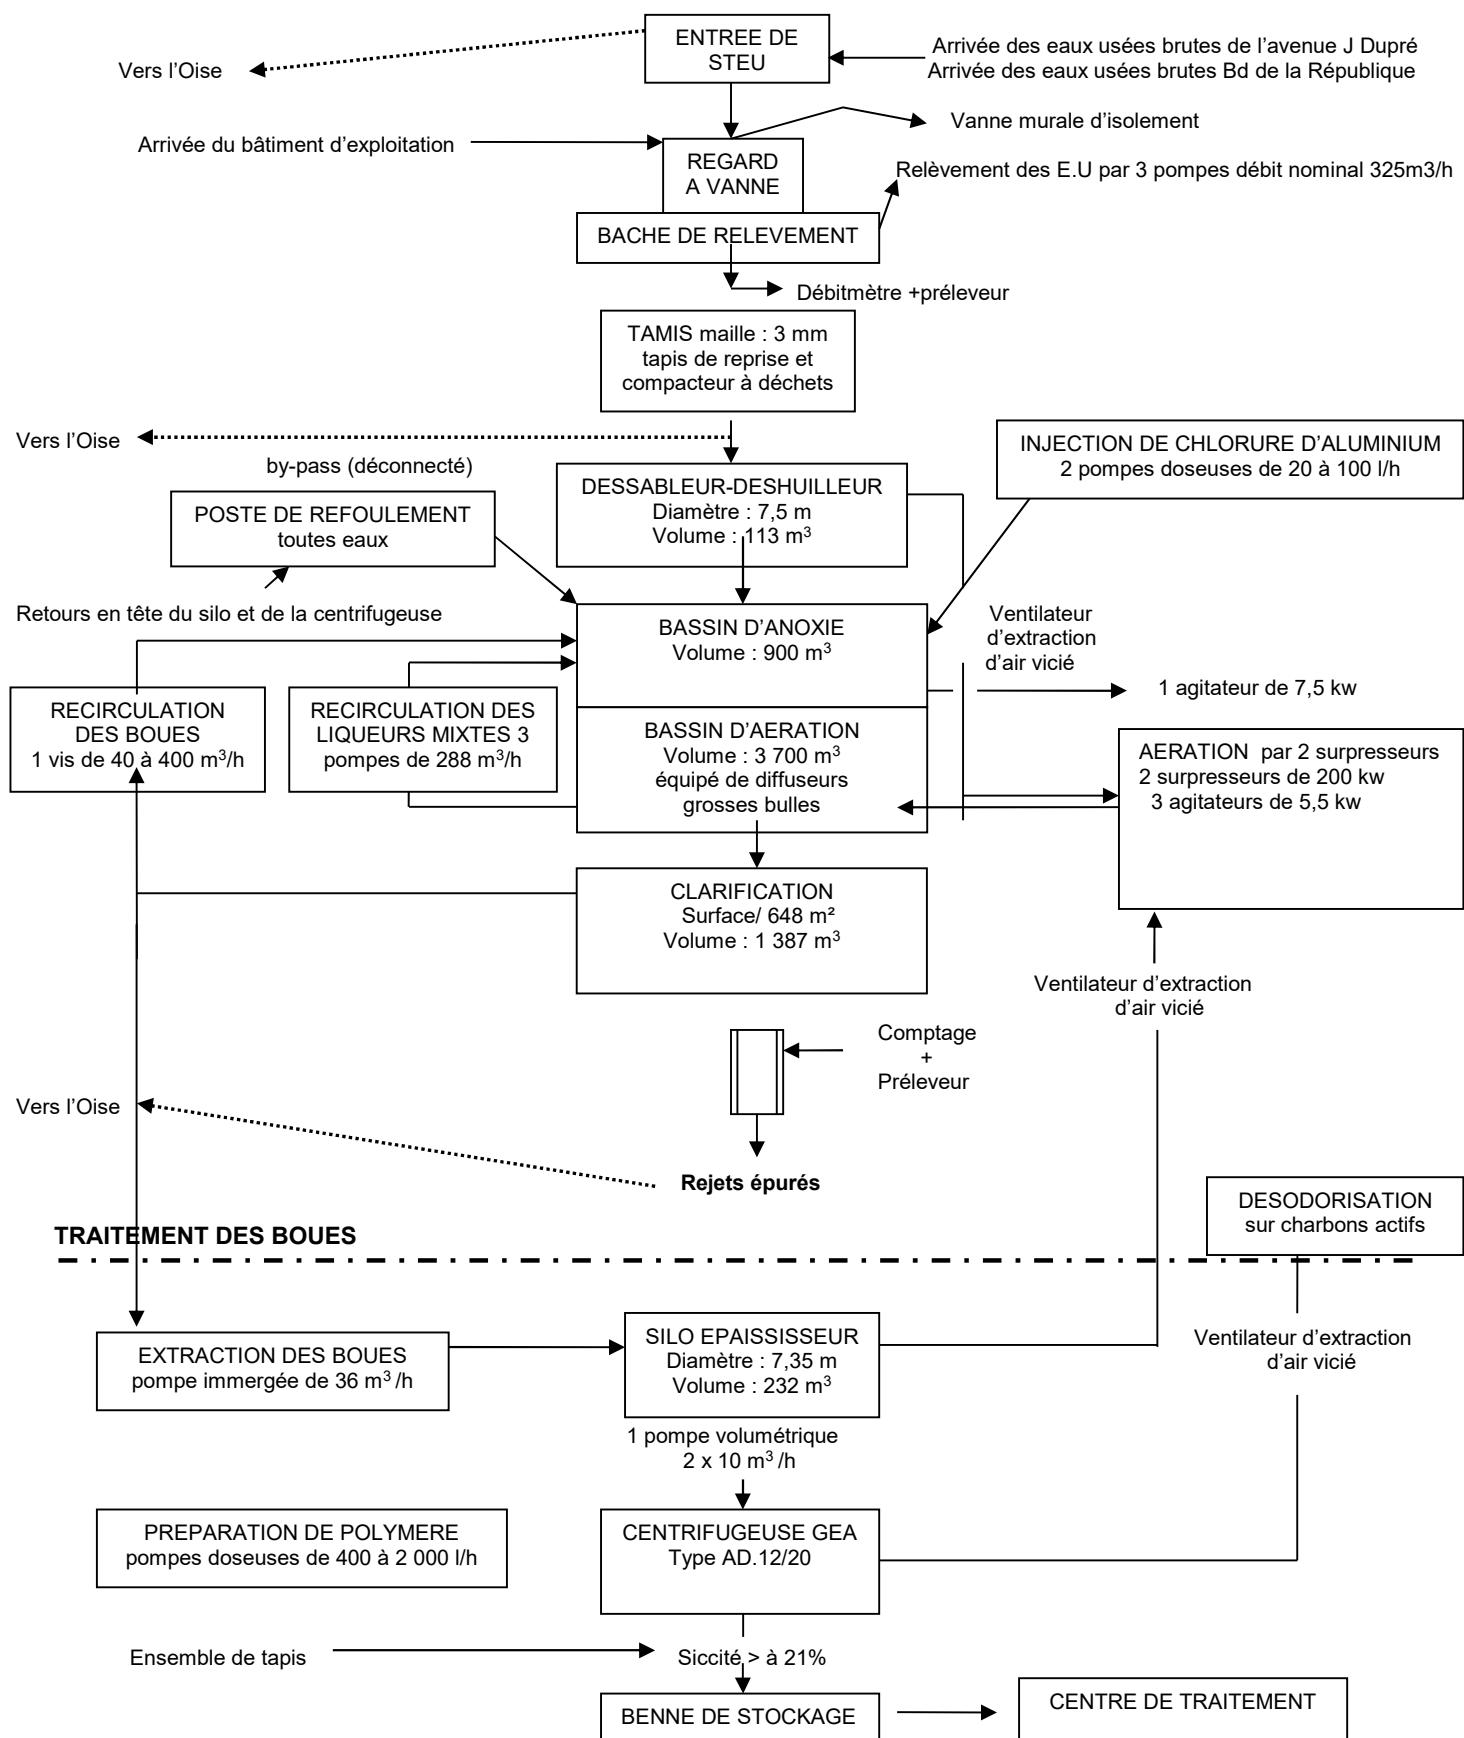 ENTREE DE
STEU
Arrivée des eaux usées brutes de l’avenue J Dupré
Arrivée des eaux usées brutes Bd de la République
Vers l’Oise
Vanne murale d’isolement
Arrivée du bâtiment d’exploitation
REGARD
A VANNE
Relèvement des E.U par 3 pompes débit nominal 325m3/h
BACHE DE RELEVEMENT
Débitmètre +préleveur
TAMIS maille : 3 mm
tapis de reprise et
compacteur à déchets
Vers l’Oise
by-pass (déconnecté)
INJECTION DE CHLORURE D’ALUMINIUM
2 pompes doseuses de 20 à 100 l/h
DESSABLEUR-DESHUILLEUR
Diamètre : 7,5 m
Volume : 113 m³
POSTE DE REFOULEMENT
toutes eaux
Retours en tête du silo et de la centrifugeuse
BASSIN D’ANOXIE
Volume : 900 m³
Ventilateur
d’extraction
d’air vicié
1 agitateur de 7,5 kw
RECIRCULATION
DES BOUES
1 vis de 40 à 400 m³/h
RECIRCULATION DES
LIQUEURS MIXTES 3
pompes de 288 m³/h
BASSIN D’AERATION
Volume : 3 700 m³
équipé de diffuseurs
grosses bulles
AERATION par 2 surpresseurs
2 surpresseurs de 200 kw
3 agitateurs de 5,5 kw
CLARIFICATION
Surface/ 648 m²
Volume : 1 387 m³
Ventilateur d’extraction
d’air vicié
Comptage
+
Préleveur
Vers l’Oise
Rejets épurés
DESODORISATION
sur charbons actifs
TRAITEMENT DES BOUES
EXTRACTION DES BOUES
pompe immergée de 36 m³ /h
SILO EPAISSISSEUR
Diamètre : 7,35 m
Volume : 232 m³
Ventilateur d’extraction
d’air vicié
1 pompe volumétrique
2 x 10 m³ /h
PREPARATION DE POLYMERE
pompes doseuses de 400 à 2 000 l/h
CENTRIFUGEUSE GEA
Type AD.12/20
Ensemble de tapis
Siccité > à 21%
BENNE DE STOCKAGE
CENTRE DE TRAITEMENT